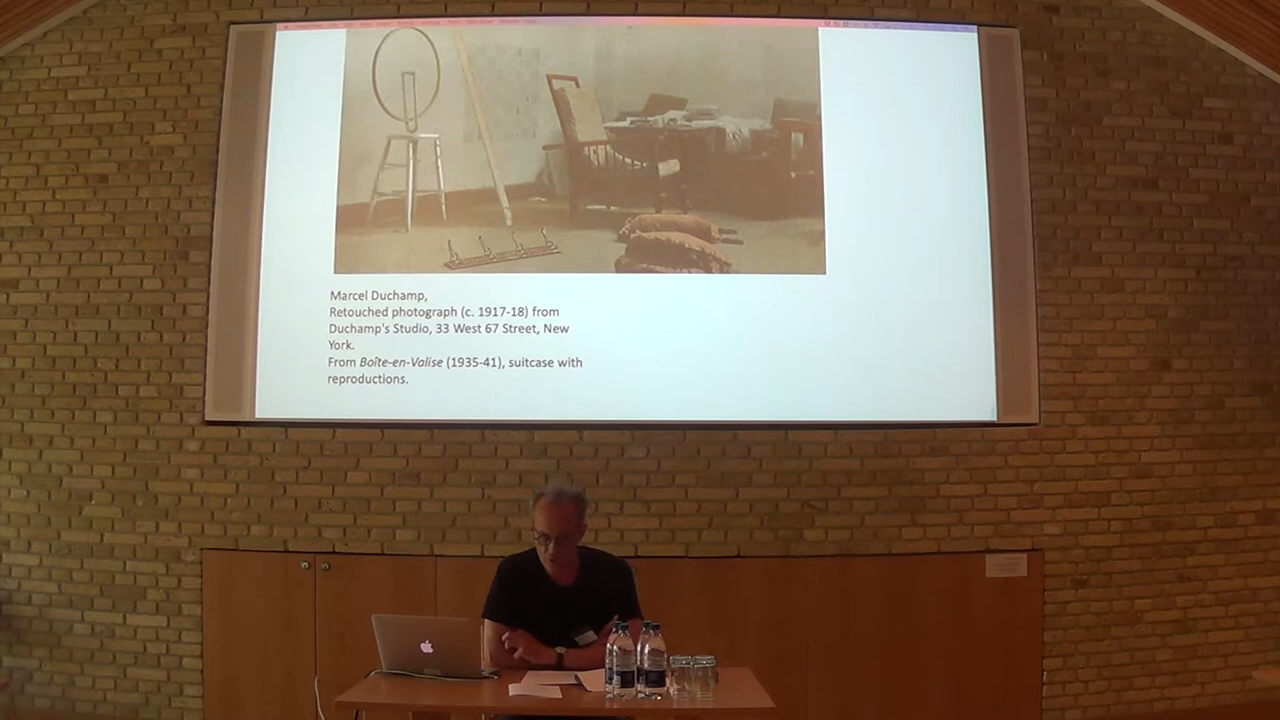 Marcel Duchamp,
Retouched photograph (c. 1917-18) from
Duchamp's Studio, 33 West 67 Street, New
York.
From Boîte-en-Valise (1935-41), suitcase with
reproductions.